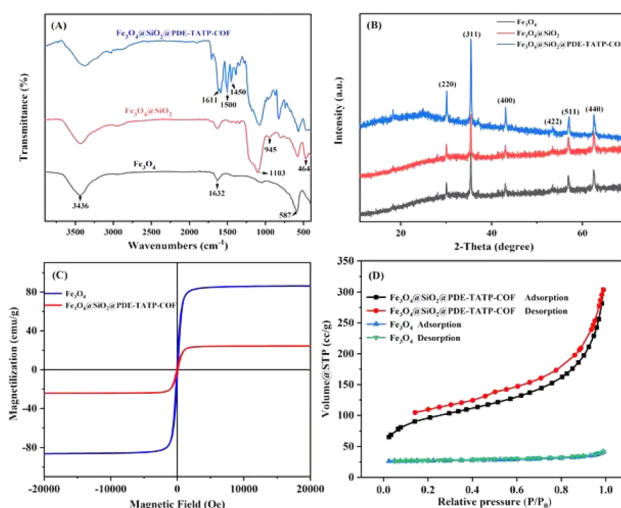 (A)
Fe3O4@SiO2@PDE-TATP-COF
1611
1500
1450
Fe3O4@SiO2
945
464
1103
Fe3O4
3436
1632
587
Transmittance (%)
3900
3000
2000
1500
1000
500
Wavenumbers (cm-1)
(B)
Fe3O4
Fe3O4@SiO2
Fe3O4@SiO2@PDE-TATP-COF
(311)
(220)
(400)
(422)
(511)
(440)
Intensity (a.u.)
20
30
40
50
60
2-Theta (degree)
(C)
Fe3O4
Fe3O4@SiO2@PDE-TATP-COF
Magnetilization (emu/g)
80
40
0
-40
-80
-20000
-10000
0
10000
20000
Magnetic Field (Oe)
(D)
Fe3O4@SiO2@PDE-TATP-COF Adsorption
Fe3O4@SiO2@PDE-TATP-COF Desorption
Fe3O4 Adsorption
Fe3O4 Desorption
Volume@STP (cc/g)
350
300
250
200
150
100
50
0
0.0
0.2
0.4
0.6
0.8
1.0
Relative pressure (P/P0)